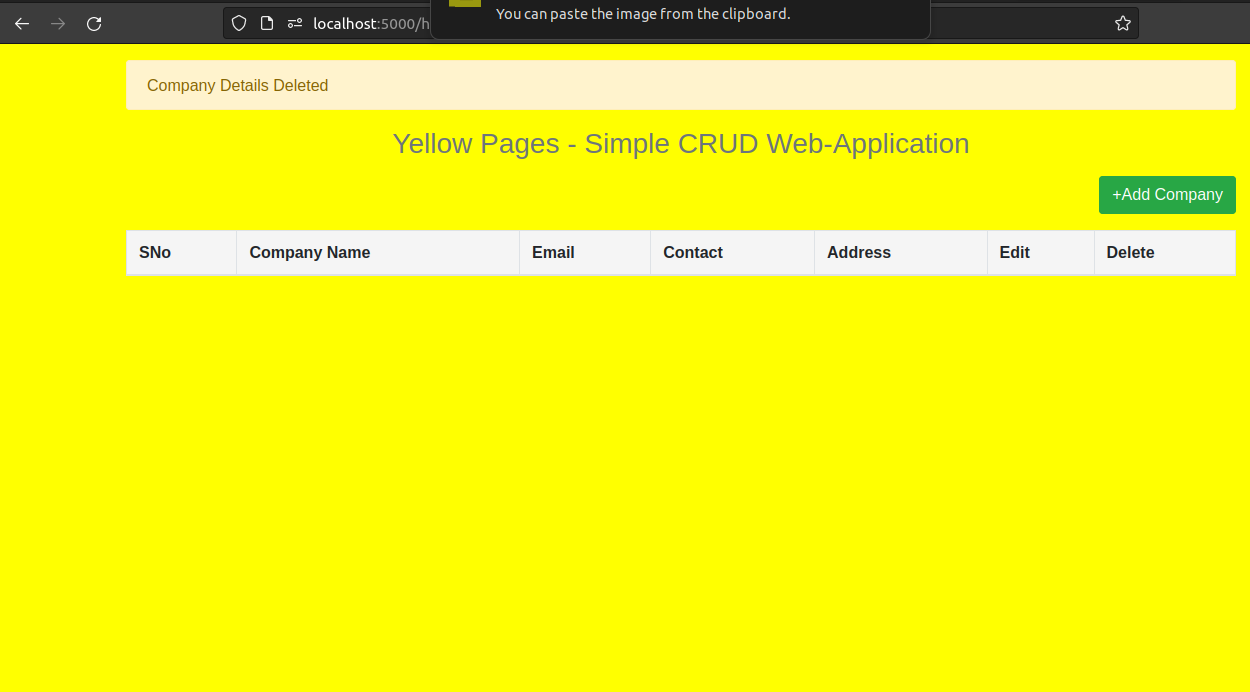 You can paste the image from the clipboard.
localhost:5000/h
Company Details Deleted
Yellow Pages - Simple CRUD Web-Application
+Add Company
SNo Company Name Email Contact Address Edit Delete